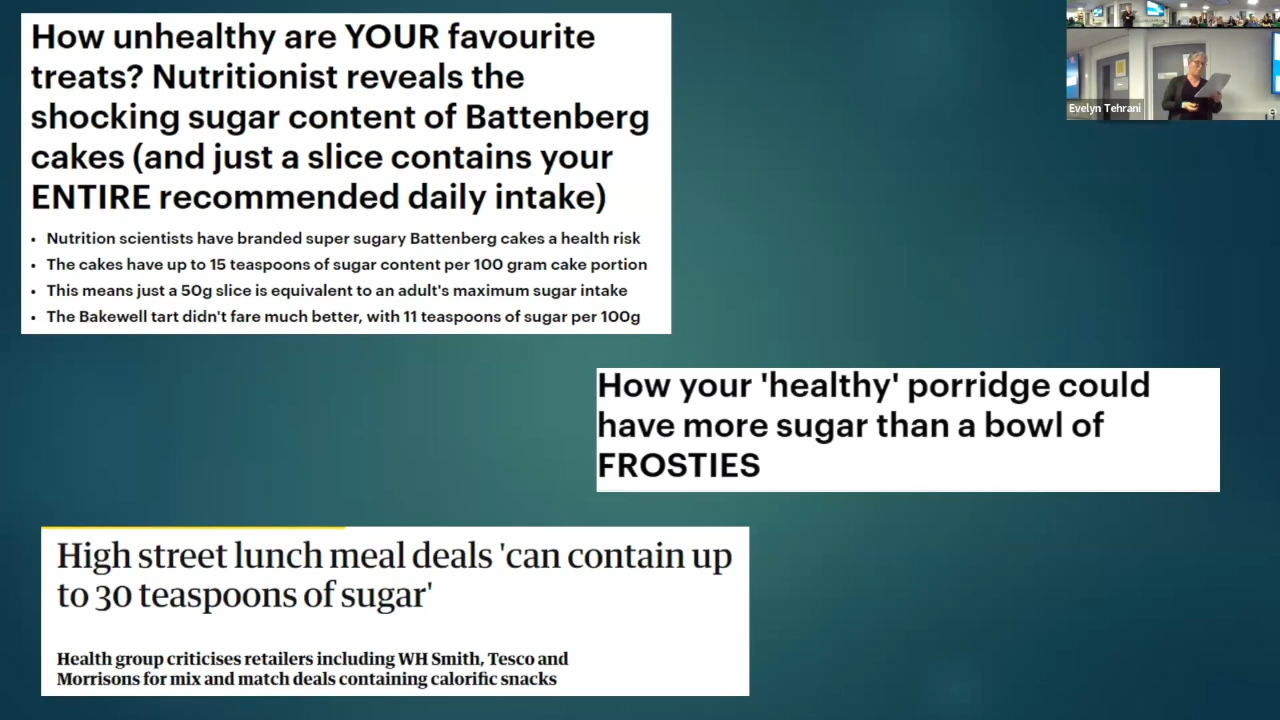 How unhealthy are YOUR favourite
treats? Nutritionist reveals the
shocking sugar content of Battenberg
cakes (and just a slice contains your
ENTIRE recommended daily intake)
• Nutrition scientists have branded super sugary Battenberg cakes a health risk
• The cakes have up to 15 teaspoons of sugar content per 100 gram cake portion
• This means just a 50g slice is equivalent to an adult's maximum sugar intake
• The Bakewell tart didn't fare much better, with 11 teaspoons of sugar per 100g
Evelyn Tehrani
How your 'healthy' porridge could
have more sugar than a bowl of
FROSTIES
High street lunch meal deals 'can contain up
to 30 teaspoons of sugar'
Health group criticises retailers including WH Smith, Tesco and
Morrisons for mix and match deals containing calorific snacks